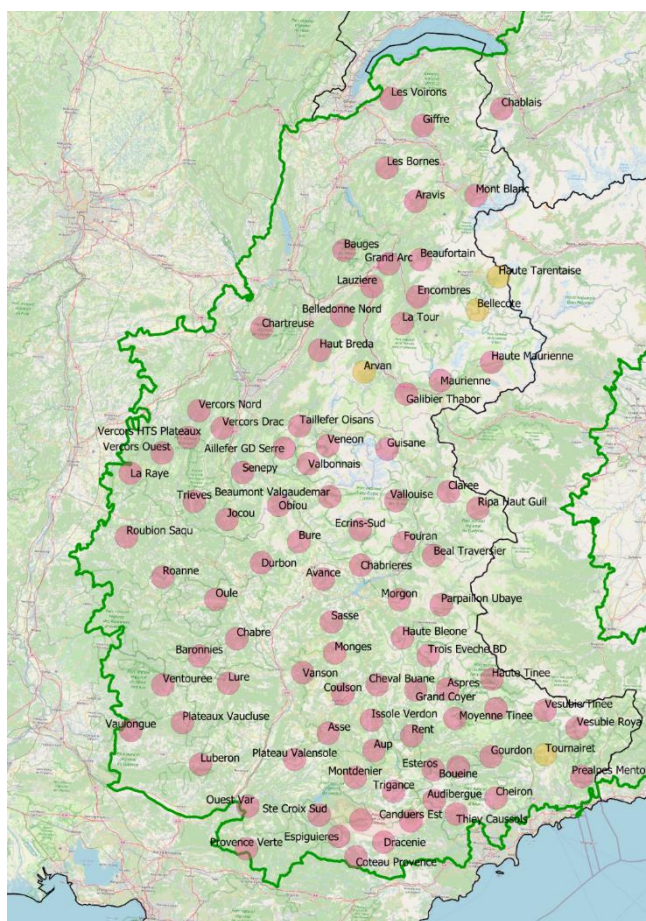 Les Voirons
Chablais
Giffre
Les Bornes
Aravis
Mont Blanc
Bauges
Grand Arc
Beaufortain
Haute Tarentaise
Lauziere
Encombres
Bellecote
Belledonne Nord
Chartreuse
La Tour
Haut Breda
Arvan
Haute Maurienne
Maurienne
Galibier Thabor
Vercors Nord
Vercors Drac
Taillefer Oisans
Vercors HTS Plateaux
Vercors Ouest
Aillefer GD Serre
Veneon
Guisane
Valbonnais
La Raye
Senepy
Trieves
Beaumont Valgaudemar
Obiou
Vallouise
Claree
Ripa Haut Guil
Jocou
Roubion Saqu
Bure
Ecrins-Sud
Fouran
Beal Traversier
Durbon
Roanne
Avance
Chabrieres
Oule
Morgon
Parpaillon Ubaye
Sasse
Chabre
Haute Bleone
Baronnies
Monges
Trois Eveche BD
Ventouree
Lure
Vanson
Coulson
Cheval Buane
Aspres
Haute Tinee
Grand Coyer
Vaulongue
Plateaux Vaucluse
Issole Verdon
Moyenne Tinee
Vesubie Tinee
Vesubie Roya
Asse
Rent
Luberon
Plateau Valensole
Aup
Gourdon
Tournairet
Montdenier
Esteros
Boueine
Prealpes Mento
Trigance
Audibergue
Cheiron
Ouest Var
Ste Croix Sud
Canduers Est
Thiey Caussols
Provence Verte
Espiguieres
Dracenie
Coteau Provence